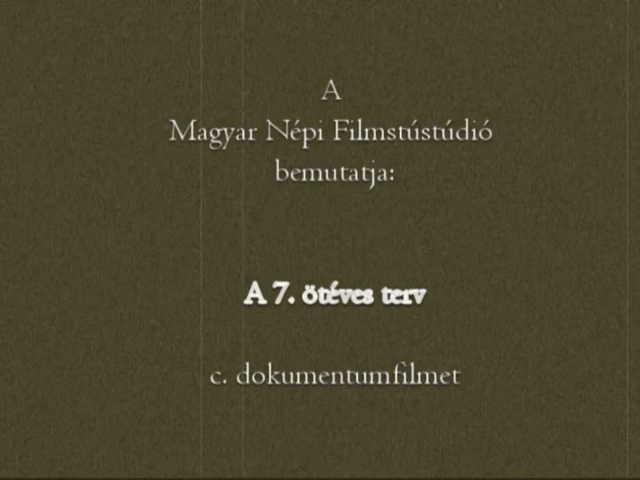 A
Magyar Népi Filmstústúdió
bemutatja:
A 7. ötéves terv
c. dokumentumfilmet